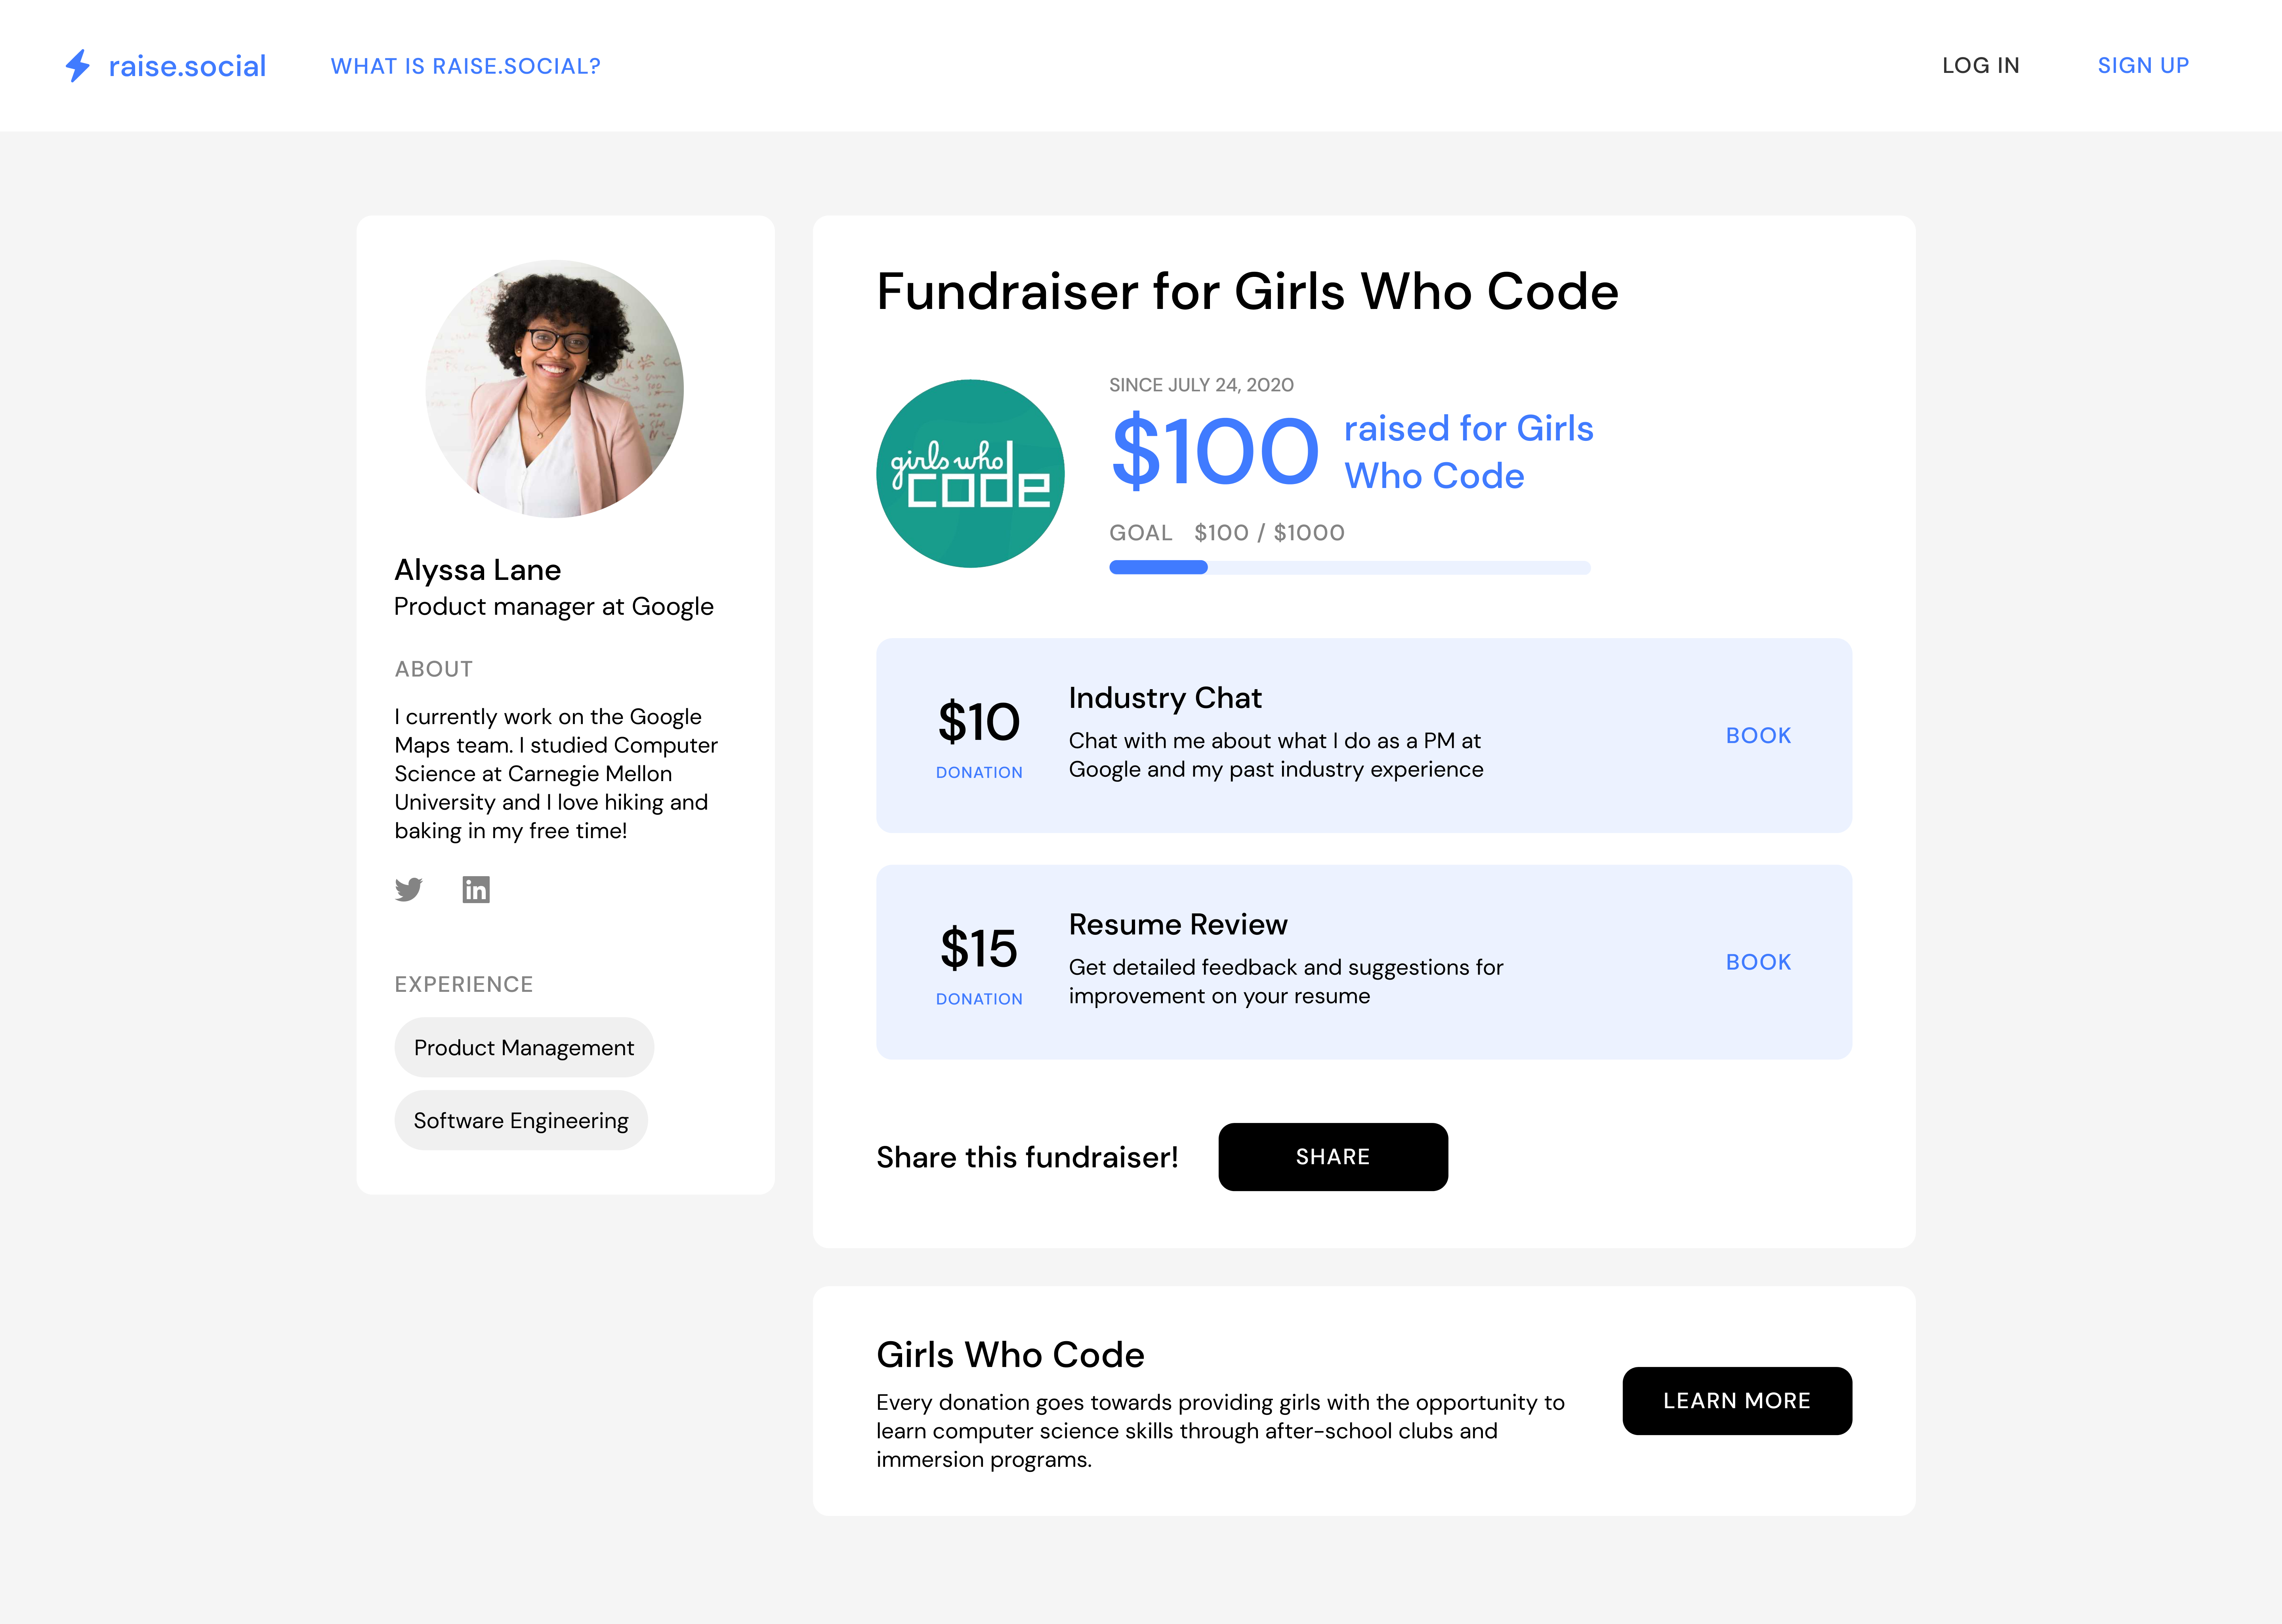 raise.social
WHAT IS RAISE.SOCIAL?
LOG IN
SIGN UP
Alyssa Lane
Product manager at Google
ABOUT
I currently work on the Google
Maps team. I studied Computer
Science at Carnegie Mellon
University and I love hiking and
baking in my free time!
in
EXPERIENCE
Product Management
Software Engineering
Fundraiser for Girls Who Code
girls who
code
SINCE JULY 24, 2020
$100
raised for Girls
Who Code
GOAL $100 / $1000
$10
DONATION
Industry Chat
Chat with me about what I do as a PM at
Google and my past industry experience
BOOK
$15
DONATION
Resume Review
Get detailed feedback and suggestions for
improvement on your resume
BOOK
Share this fundraiser!
SHARE
Girls Who Code
Every donation goes towards providing girls with the opportunity to
learn computer science skills through after-school clubs and
immersion programs.
LEARN MORE